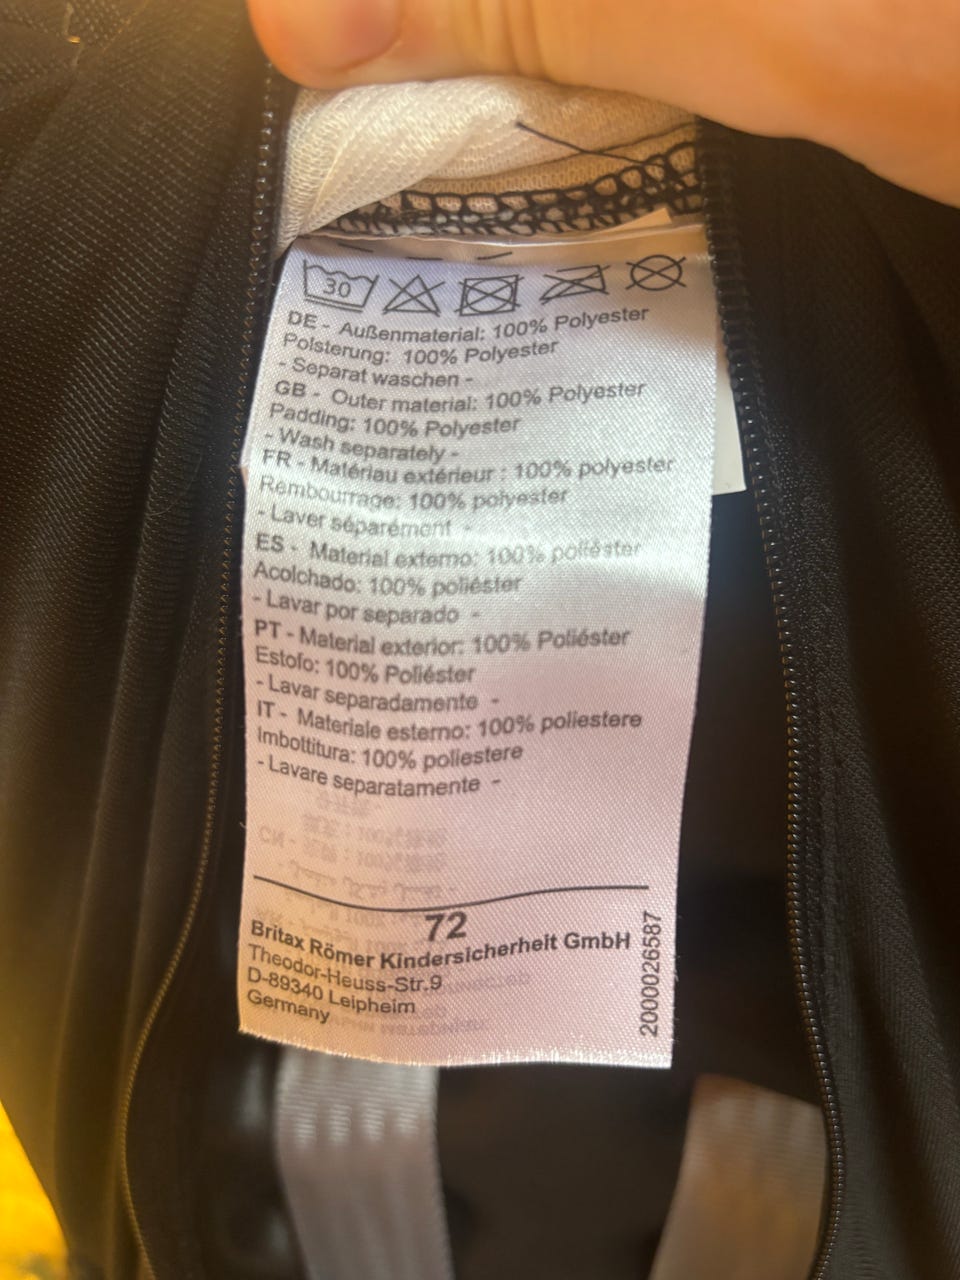 30
DE - Außenmaterial: 100% Polyester
Polsterung: 100% Polyester
- Separat waschen -
GB - Outer material: 100% Polyester
Padding: 100% Polyester
- Wash separately -
FR - Matériau extérieur : 100% polyester
Rembourrage: 100% polyester
- Laver séparément -
ES - Material externo: 100% poliéster
Acolchado: 100% poliéster
- Lavar por separado -
PT - Material exterior: 100% Poliéster
Estofo: 100% Poliéster
- Lavar separadamente -
IT - Materiale esterno: 100% poliestere
Imbottitura: 100% poliestere
- Lavare separatamente -
72
Britax Römer Kindersicherheit GmbH
Theodor-Heuss-Str.9
D-89340 Leipheim
Germany
2000026587